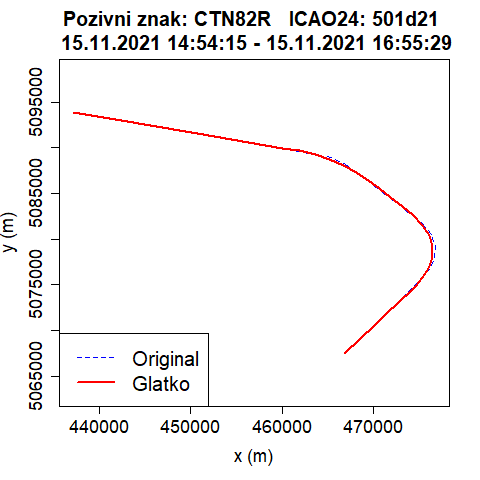 Pozivni znak: CTN82R ICAO24: 501d21
15.11.2021 14:54:15 - 15.11.2021 16:55:29
5095000
5085000
5075000
5065000
y (m)
Original
Glatko
440000 450000 460000 470000
x (m)